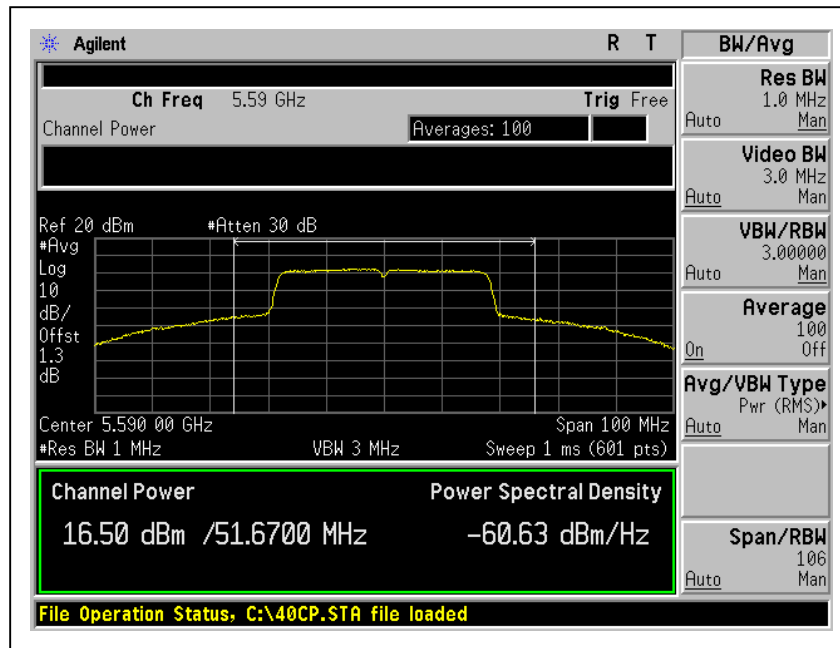 Agilent R T
Ch Freq 5.59 GHz Trig Free
Channel Power Averages: 100
Ref 20 dBm #Atten 30 dB
#Avg
Log
10
dB/
Offst
1.3
dB
Center 5.590 00 GHz Span 100 MHz
#Res BW 1 MHz VBW 3 MHz Sweep 1 ms (601 pts)
Channel Power Power Spectral Density
16.50 dBm /51.6700 MHz -60.63 dBm/Hz
File Operation Status, C:\40CP.STA file loaded
BW/Avg
Res BW
1.0 MHz
Auto Man
Video BW
3.0 MHz
Auto Man
VBW/RBW
3.00000
Auto Man
Average
100
On Off
Avg/VBW Type
Pwr (RMS)▸
Auto Man
Span/RBW
106
Auto Man